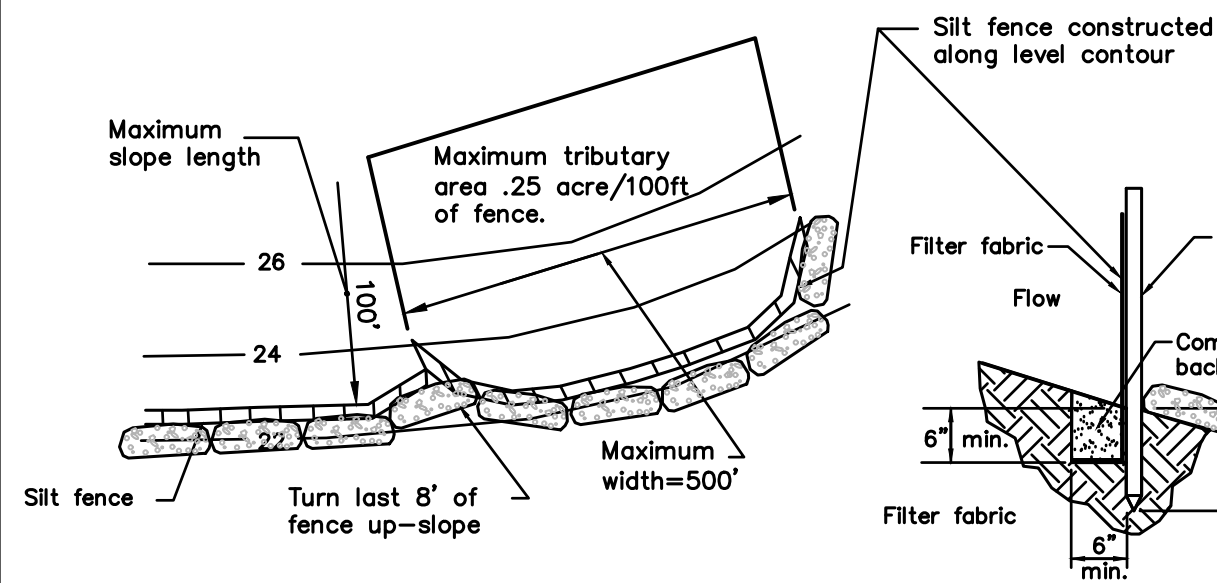 Silt fence constructed
along level contour
Maximum
slope length
Maximum tributary
area .25 acre/100ft
of fence.
26
100'
24
22
Silt fence
Turn last 8' of
fence up-slope
Maximum
width=500'
Filter fabric
Flow
6" min.
Filter fabric
6"
min.